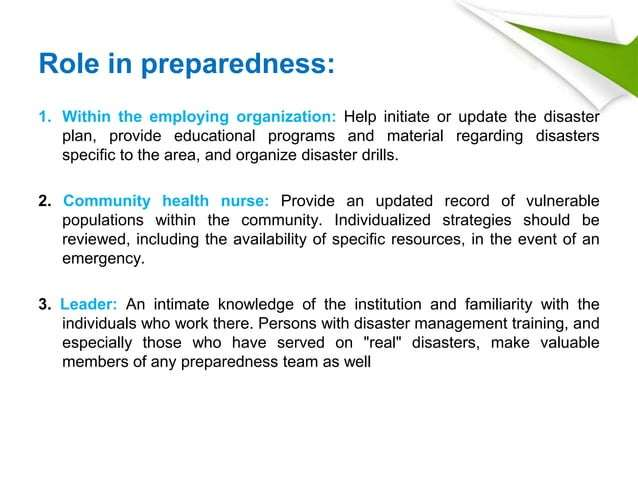 Role in preparedness:
1. Within the employing organization: Help initiate or update the disaster
plan, provide educational programs and material regarding disasters
specific to the area, and organize disaster drills.
2. Community health nurse: Provide an updated record of vulnerable
populations within the community. Individualized strategies should be
reviewed, including the availability of specific resources, in the event of an
emergency.
3. Leader: An intimate knowledge of the institution and familiarity with the
individuals who work there. Persons with disaster management training, and
especially those who have served on "real" disasters, make valuable
members of any preparedness team as well